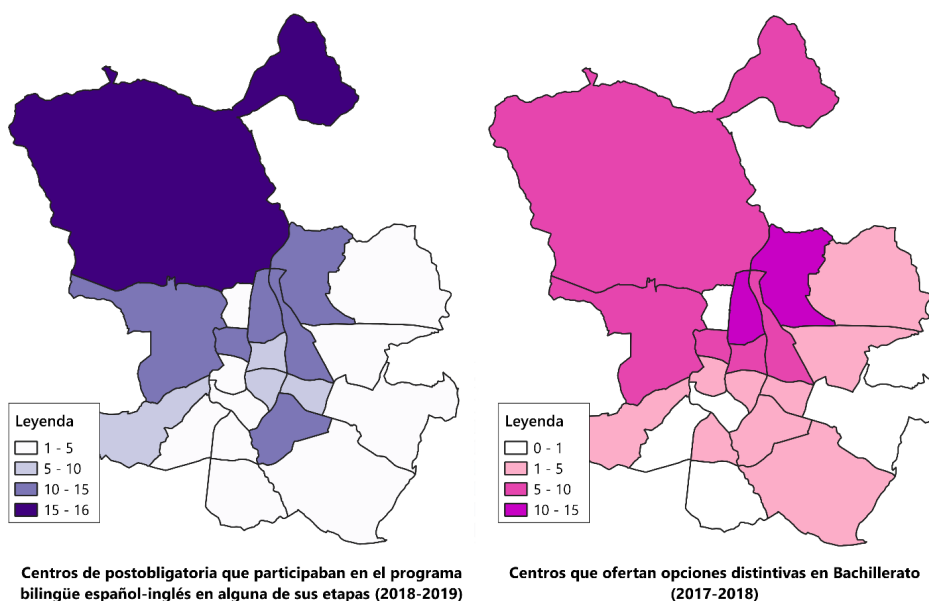 Leyenda
1 - 5
5 - 10
10 - 15
15 - 16
Leyenda
0 - 1
1 - 5
5 - 10
10 - 15
Centros de postobligatoria que participaban en el programa
bilingüe español-inglés en alguna de sus etapas (2018-2019)
Centros que ofertan opciones distintivas en Bachillerato
(2017-2018)